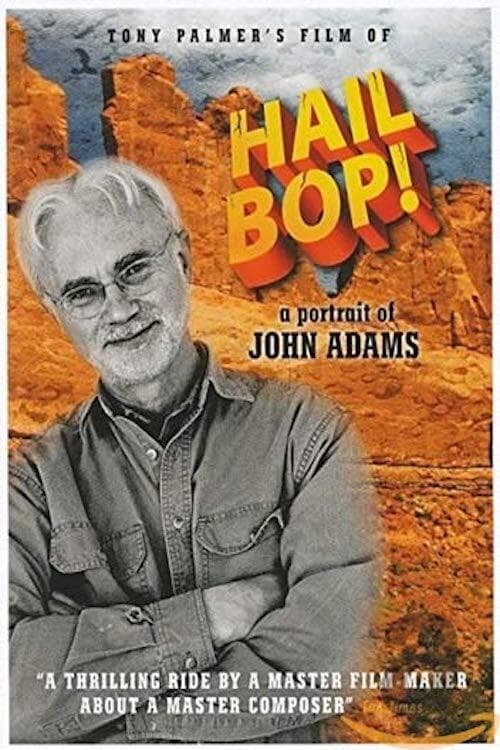 TONY PALMER'S FILM OF
HAIL
BOP!
a portrait of
JOHN ADAMS
"A THRILLING RIDE BY A MASTER FILM-MAKER
ABOUT A MASTER COMPOSER"